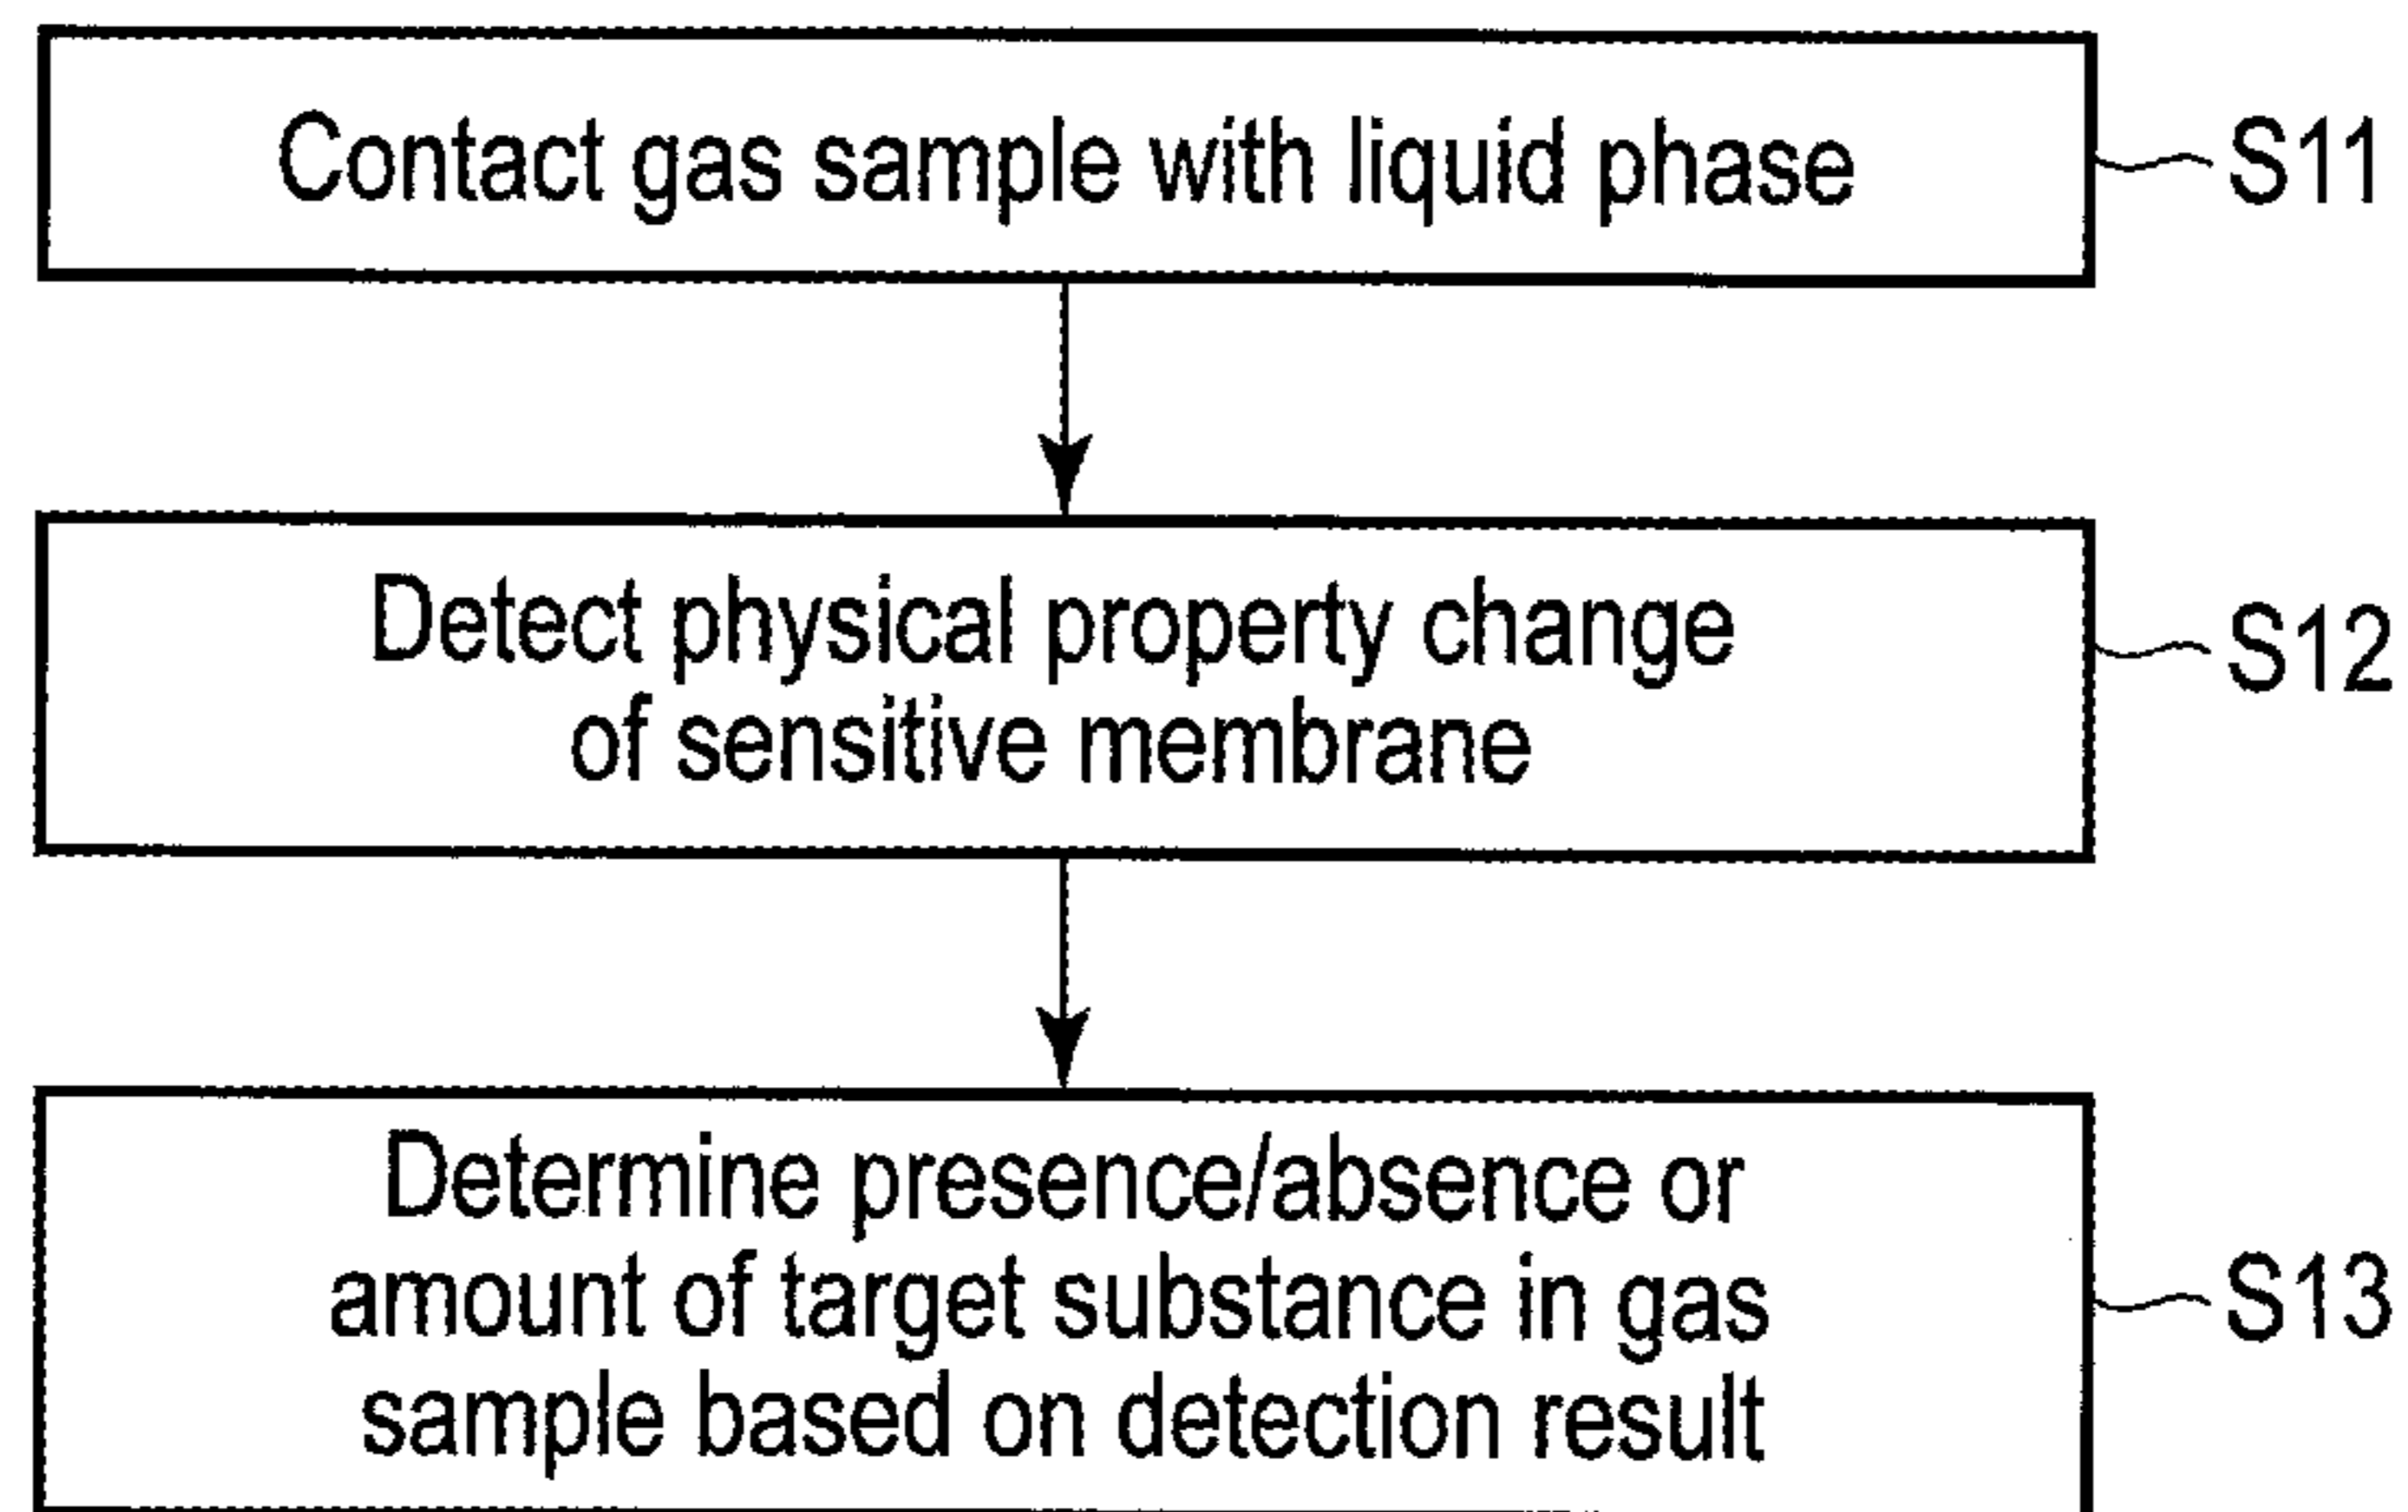 Contact gas sample with liquid phase
S11
Detect physical property change
of sensitive membrane
S12
Determine presence/absence or
amount of target substance in gas
sample based on detection result
S13